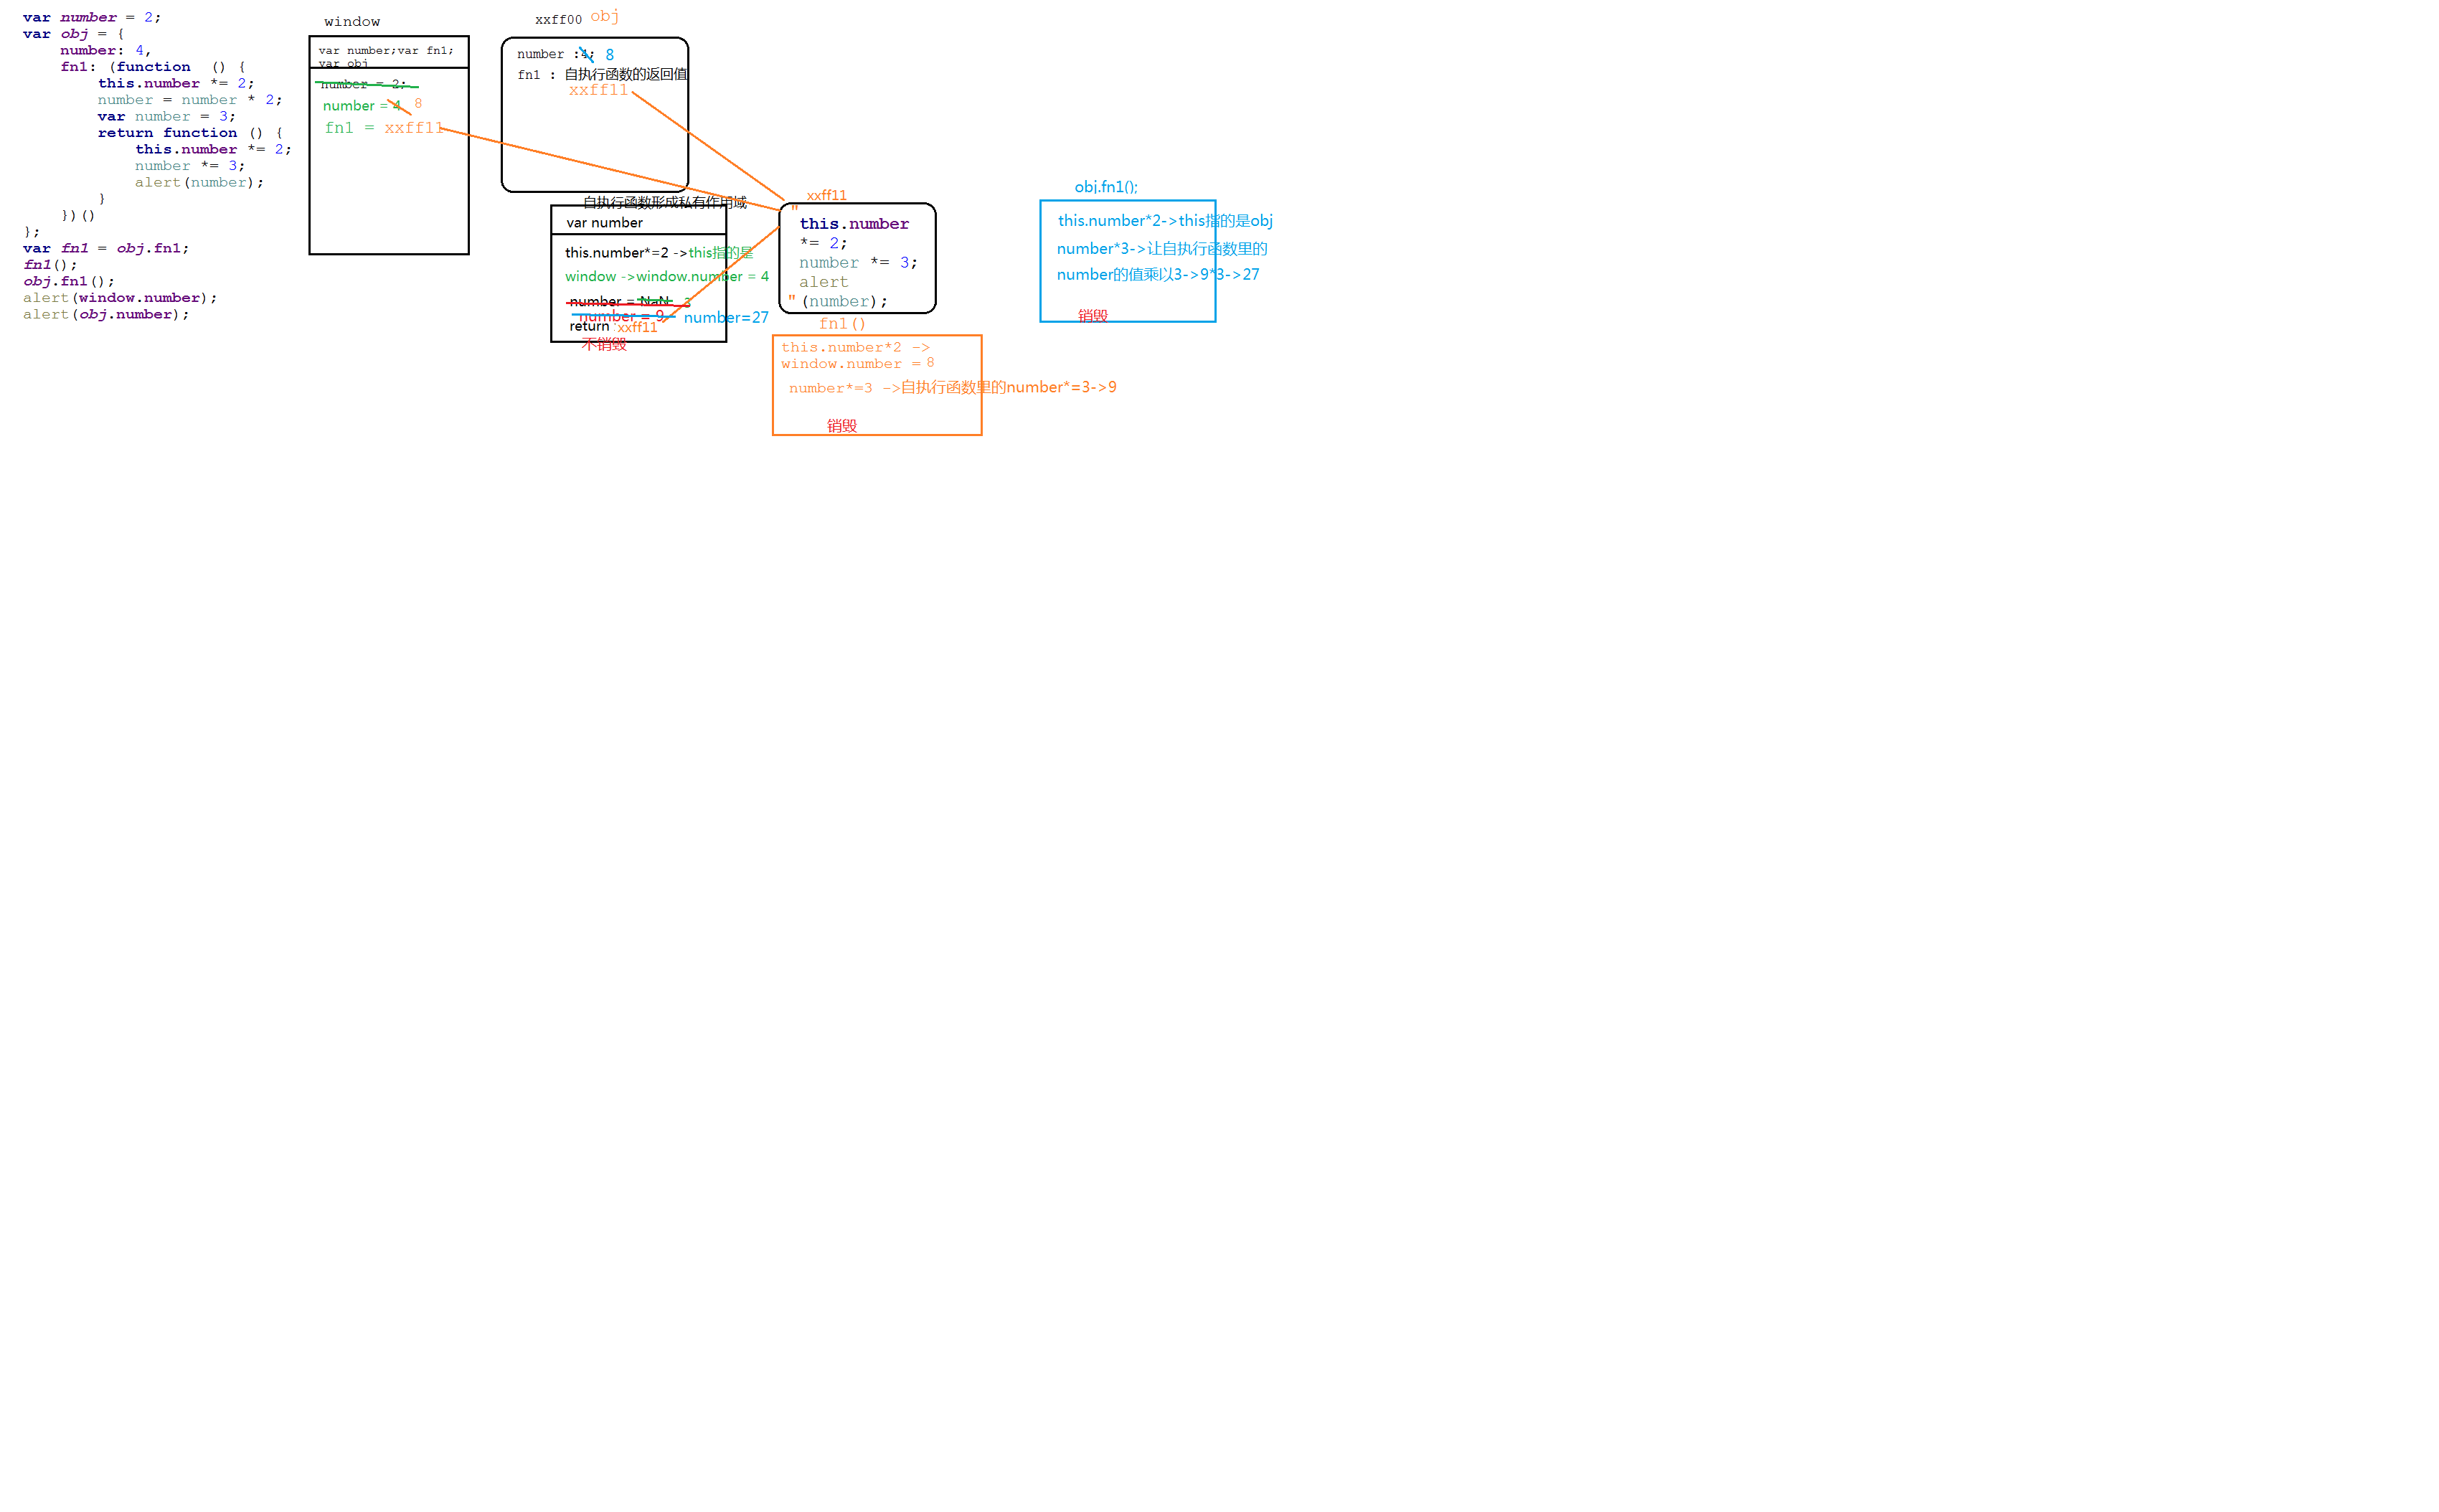 var number = 2;
var obj = {
number: 4,
fn1: (function  () {
this.number *= 2;
number = number * 2;
var number = 3;
return function () {
this.number *= 2;
number *= 3;
alert(number);
}
})()
};
var fn1 = obj.fn1;
fn1();
obj.fn1();
alert(window.number);
alert(obj.number);
window
var number;var fn1;
var obj
number = 2;
number = 4 8
fn1 = xxff11
xxff00 obj
number :4; 8
fn1 : 自执行函数的返回值
xxff11
自执行函数形成私有作用域
var number
this.number*=2 ->this指的是
window ->window.number = 4
number = NaN 3
number = 9 number=27
return xxff11
不销毁
xxff11
"
this.number
*= 2;
number *= 3;
alert
"(number);
fn1()
this.number*2 ->
window.number = 8
number*=3 ->自执行函数里的number*=3->9
销毁
obj.fn1();
this.number*2->this指的是obj
number*3->让自执行函数里的
number的值乘以3->9*3->27
销毁